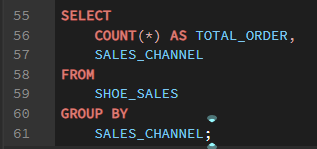 55 SELECT
56 COUNT(*) AS TOTAL_ORDER,
57 SALES_CHANNEL
58 FROM
59 SHOE_SALES
60 GROUP BY
61 SALES_CHANNEL;